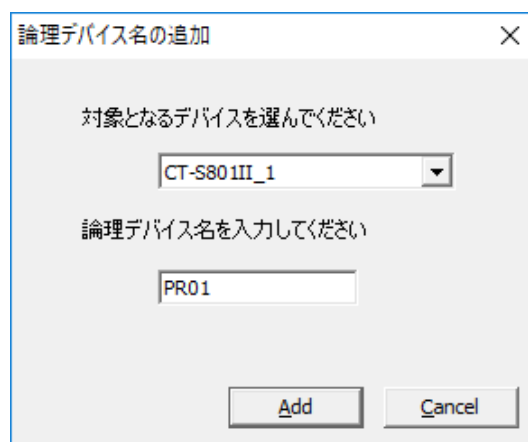 論理デバイス名の追加
対象となるデバイスを選んでください
CT-S801II_1
論理デバイス名を入力してください
PR01
Add
Cancel